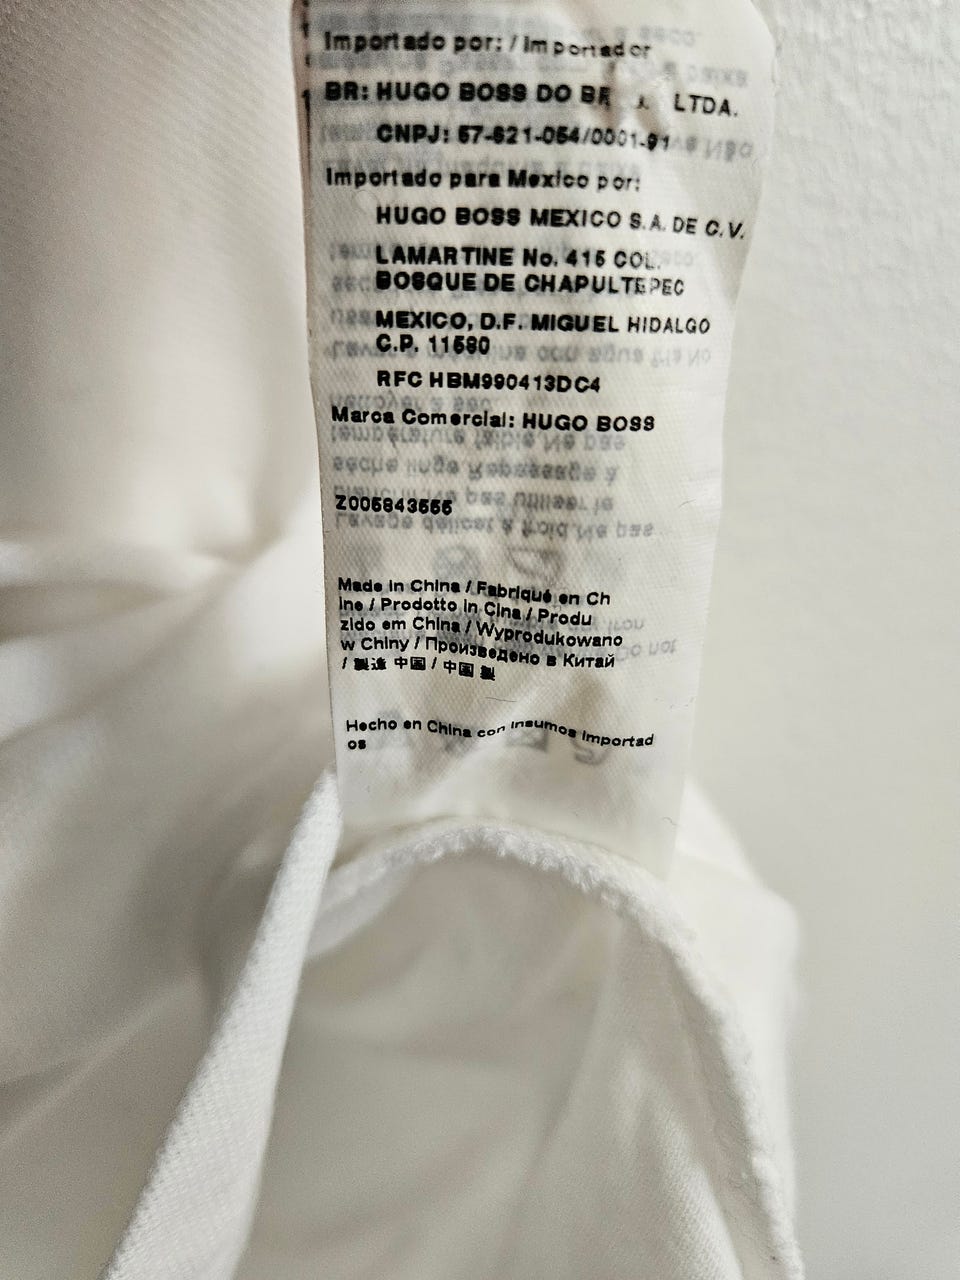 Importado por: / Importador
BR: HUGO BOSS DO BR LTDA.
CNPJ: 57-621-054/0001-91
Importado para Mexico por:
HUGO BOSS MEXICO S.A. DE C.V.
LAMARTINE No. 415 COL.
BOSQUE DE CHAPULTEPEC
MEXICO, D.F. MIGUEL HIDALGO
C.P. 11580
RFC HBM990413DC4
Marca Comercial: HUGO BOSS
Z005843555
Made in China / Fabriqué en Ch
ine / Prodotto in Cina / Produ
zido em China / Wyprodukowano
w Chiny / Произведено в Китай
/ 製造 中国 / 中国 製
Hecho en China con insumos importad
os